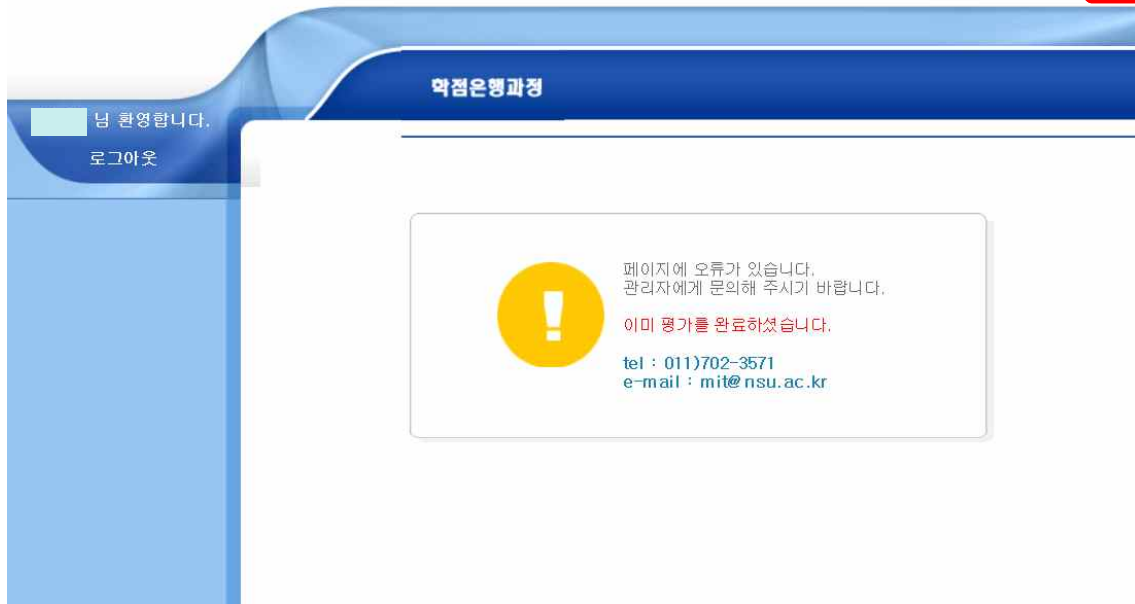 학점은행과정
님 환영합니다.
로그아웃
페이지에 오류가 있습니다.
관리자에게 문의해 주시기 바랍니다.
이미 평가를 완료하셨습니다.
tel : 011)702-3571
e-mail : mit@nsu.ac.kr